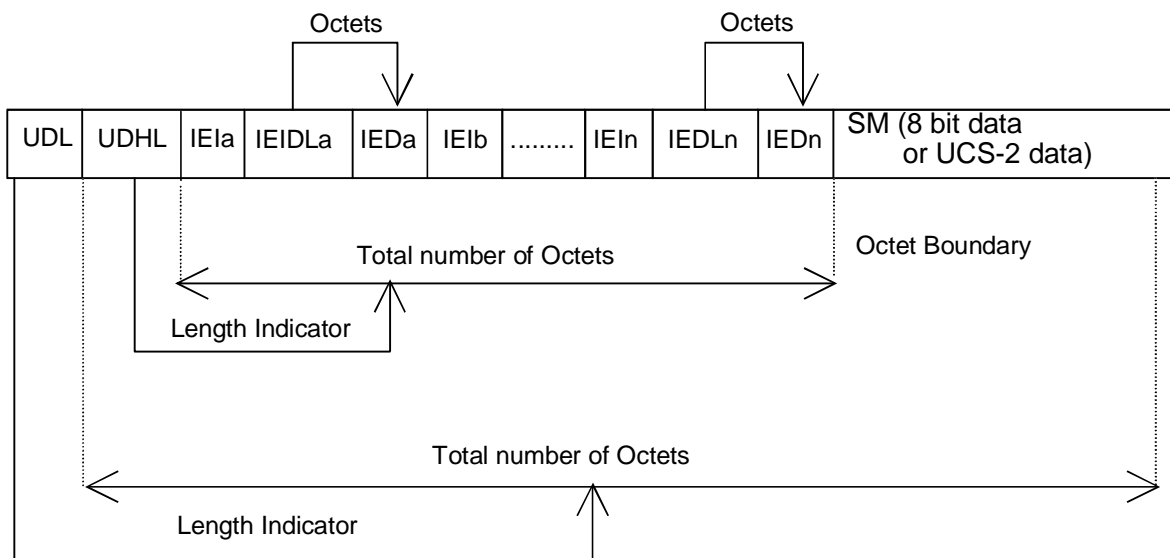 Octets Octets
UDL UDHL IEIa IEIDLa IEDa IEIb ......... IEIn IEDLn IEDn SM (8 bit data
or UCS-2 data)
Total number of Octets
Octet Boundary
Length Indicator
Total number of Octets
Length Indicator